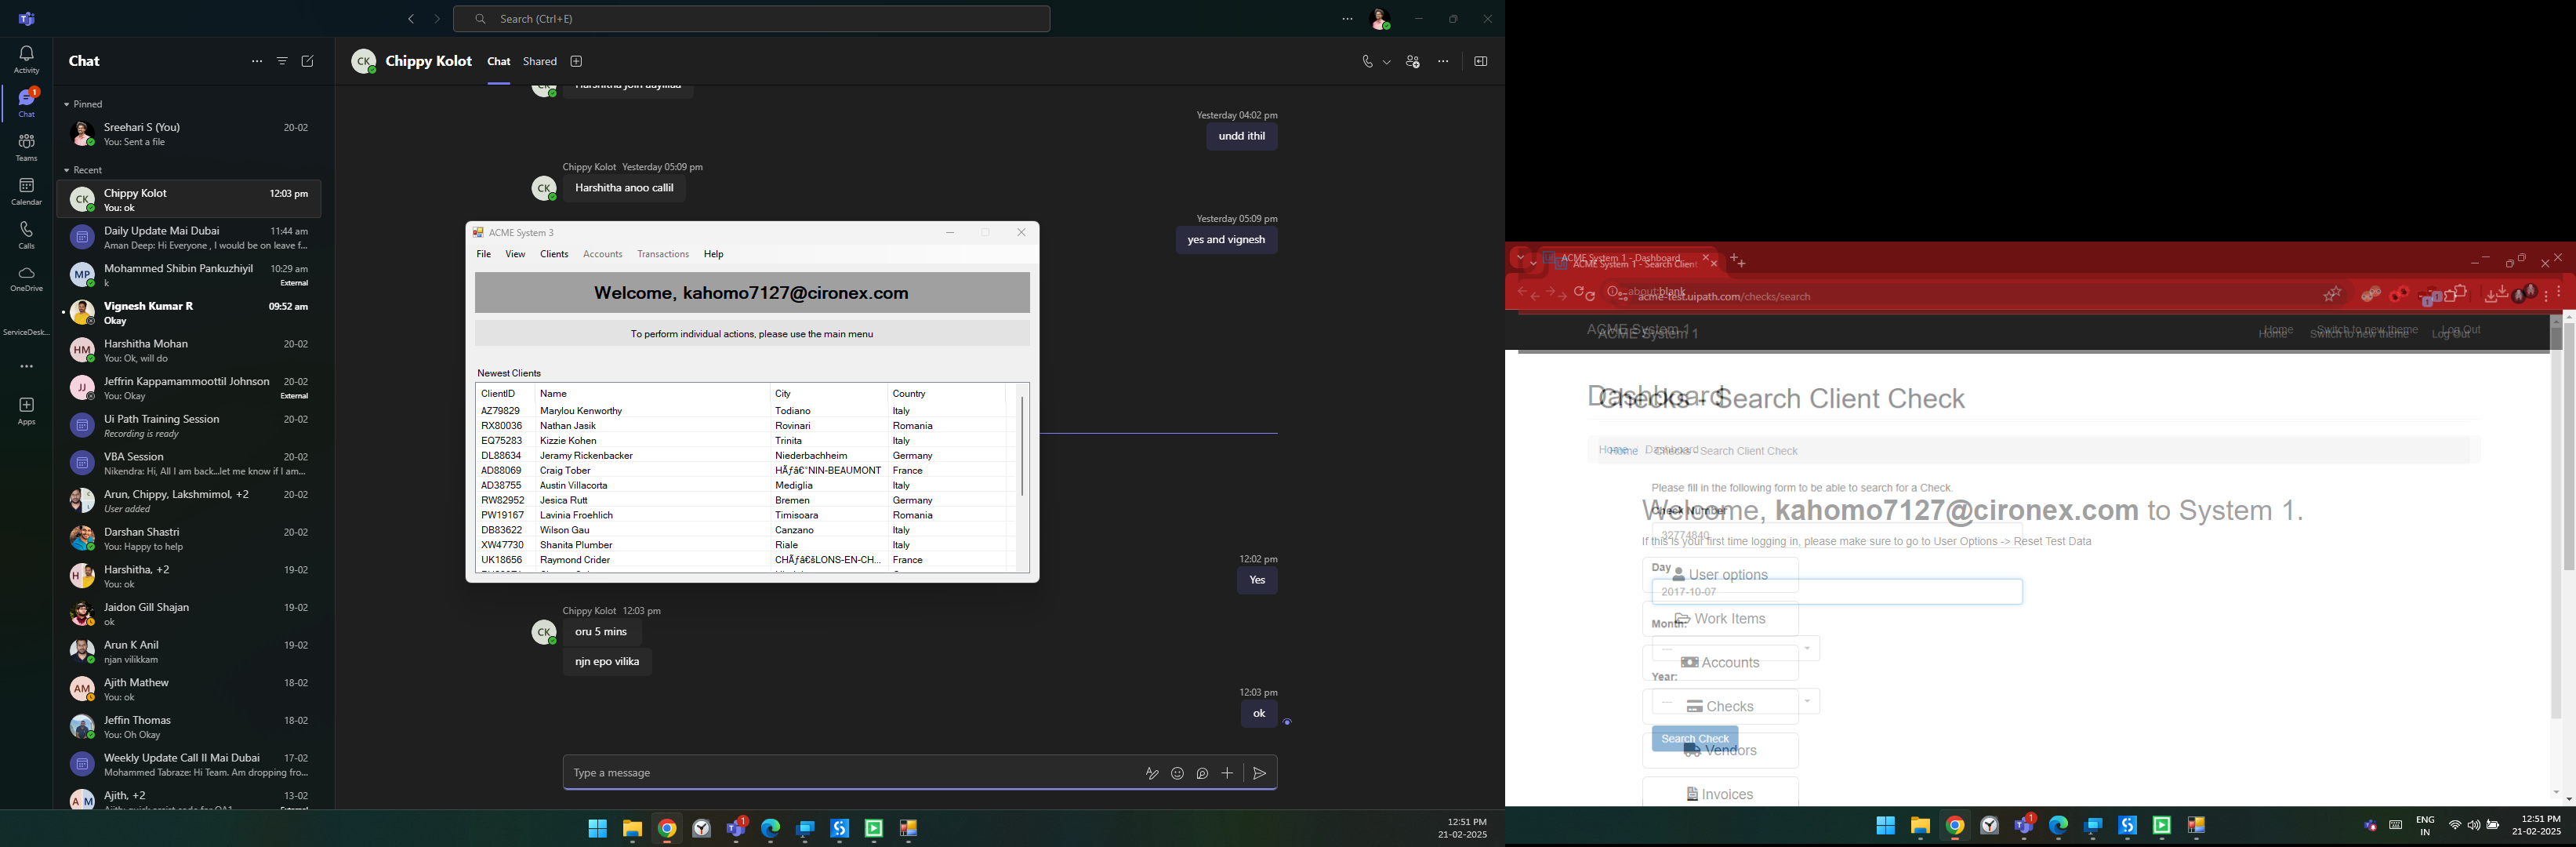 Search (Ctrl+E)
Activity
Chat
Teams
Calendar
Calls
OneDrive
ServiceDesk...
Apps
Chat
Pinned
Sreehari S (You) 20-02
You: Sent a file
Recent
Chippy Kolot 12:03 pm
You: ok
Daily Update Mai Dubai 11:44 am
Aman Deep: Hi Everyone , I would be on leave f...
Mohammed Shibin Pankuzhiyil 10:29 am
k External
Vignesh Kumar R 09:52 am
Okay
Harshitha Mohan 20-02
You: Ok, will do
Jeffrin Kappamammoottil Johnson 20-02
You: Okay External
Ui Path Training Session 20-02
Recording is ready
VBA Session 20-02
Nikendra: Hi, All I am back...let me know if I am...
Arun, Chippy, Lakshmimol, +2 20-02
User added
Darshan Shastri 20-02
You: Happy to help
Harshitha, +2 19-02
You: ok
Jaidon Gill Shajan 19-02
ok
Arun K Anil 19-02
njan vilikkam
Ajith Mathew 18-02
You: ok
Jeffin Thomas 18-02
You: Oh Okay
Weekly Update Call II Mai Dubai 17-02
Mohammed Tabraze: Hi Team. Am dropping fro...
Ajith, +2 13-02
CK Chippy Kolot Chat Shared
Yesterday 04:02 pm
undd ithil
Chippy Kolot Yesterday 05:09 pm
Harshitha anoo callil
Yesterday 05:09 pm
yes and vignesh
12:02 pm
Yes
Chippy Kolot 12:03 pm
oru 5 mins
njn epo vilika
12:03 pm
ok
Type a message
ACME System 3
File View Clients Accounts Transactions Help
Welcome, kahomo7127@cironex.com
To perform individual actions, please use the main menu
Newest Clients
ClientID Name City Country
AZ79829 Marylou Kenworthy Todiano Italy
RX80036 Nathan Jasik Rovinari Romania
EQ75283 Kizzie Kohen Trinita Italy
DL88634 Jeramy Rickenbacker Niederbachheim Germany
AD88069 Craig Tober HÃƒâ€°NIN-BEAUMONT France
AD38755 Austin Villacorta Mediglia Italy
RW82952 Jesica Rutt Bremen Germany
PW19167 Lavinia Froehlich Timisoara Romania
DB83622 Wilson Gau Canzano Italy
XW47730 Shanita Plumber Riale Italy
UK18656 Raymond Crider CHÃƒâ€šLONS-EN-CH... France
12:51 PM
21-02-2025
ACME System 1 - Dashboard
ACME System 1 - Search Client
about:blank
acme-test.uipath.com/checks/search
ACME System 1 Home Switch to new theme Log Out
ACME System 1 Home Switch to new theme Log Out
Dashboard
Checks - Search Client Check
Home Dashboard
Home Checks - Search Client Check
Please fill in the following form to be able to search for a Check.
Check Number
Welcome, kahomo7127@cironex.com to System 1.
32774840
If this is your first time logging in, please make sure to go to User Options -> Reset Test Data
Day
User options
2017-10-07
Work Items
Month:
Accounts
Year:
Checks
Search Check
Vendors
Invoices
ENG
IN
12:51 PM
21-02-2025